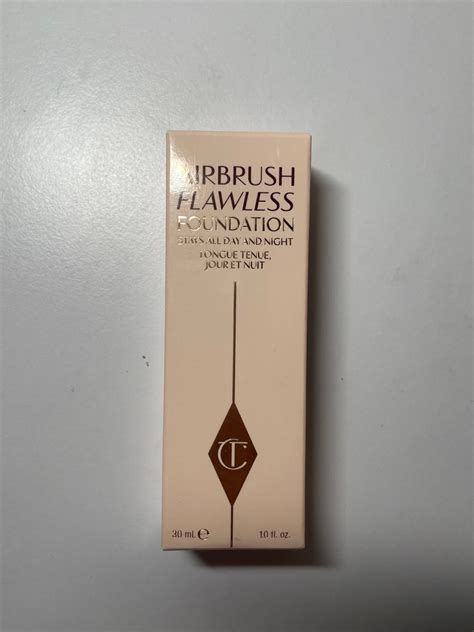 AIRBRUSH
FLAWLESS
FOUNDATION
STAYS ALL DAY AND NIGHT
LONGUE TENUE,
JOUR ET NUIT
CT
30 mL e 1.0 fl. oz.